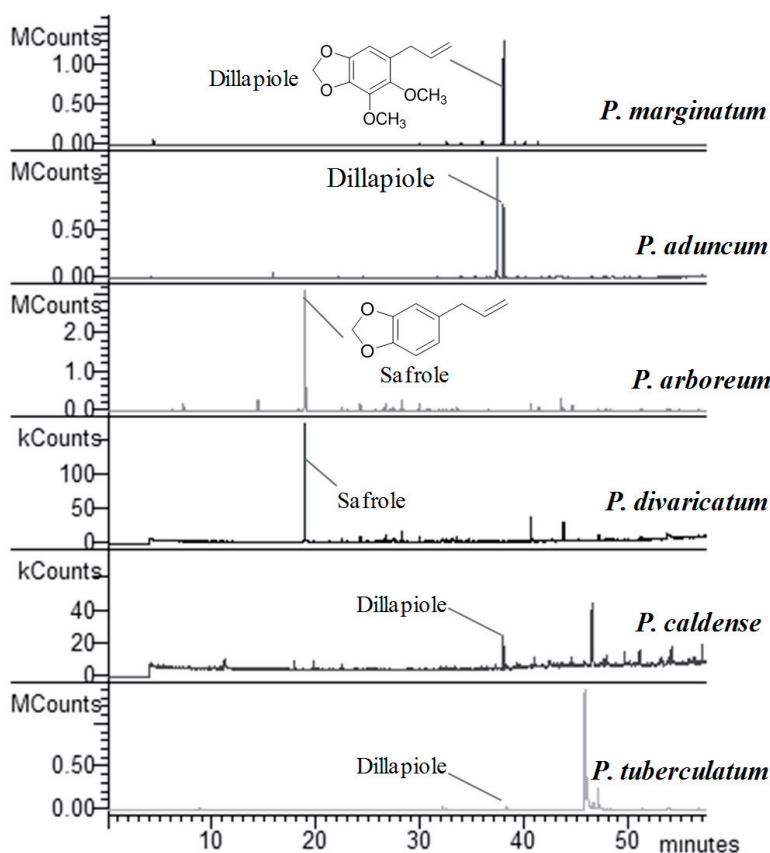 MCounts
1.00
0.50
0.00
Dillapiole
O
O
OCH3
OCH3
P. marginatum
MCounts
0.50
0.00
Dillapiole
P. aduncum
MCounts
2.0
1.0
0.0
O
O
Safrole
P. arboreum
kCounts
100
50
0
Safrole
P. divaricatum
kCounts
40
20
0
Dillapiole
P. caldense
MCounts
0.50
0.00
Dillapiole
P. tuberculatum
10 20 30 40 50 minutes